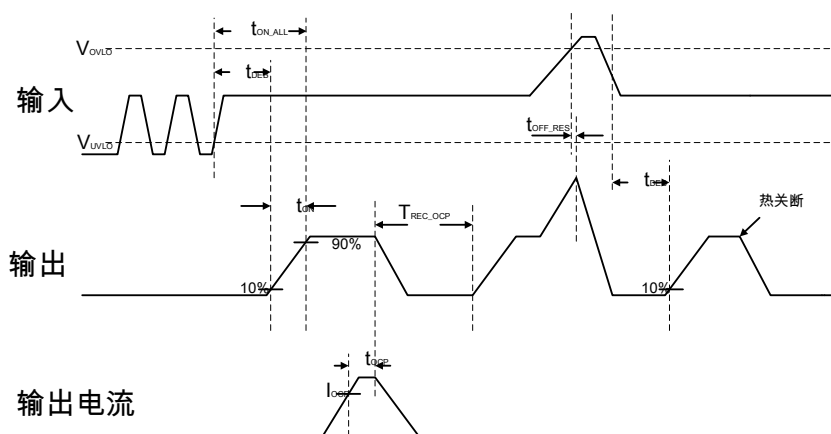 tON_ALL
VOVLO
tDEB
输入
tOFF_RES
VUVLO
tDEB
热关断
tON
TREC_OCP
90%
输出
10%
10%
tOCP
IOCP
输出电流